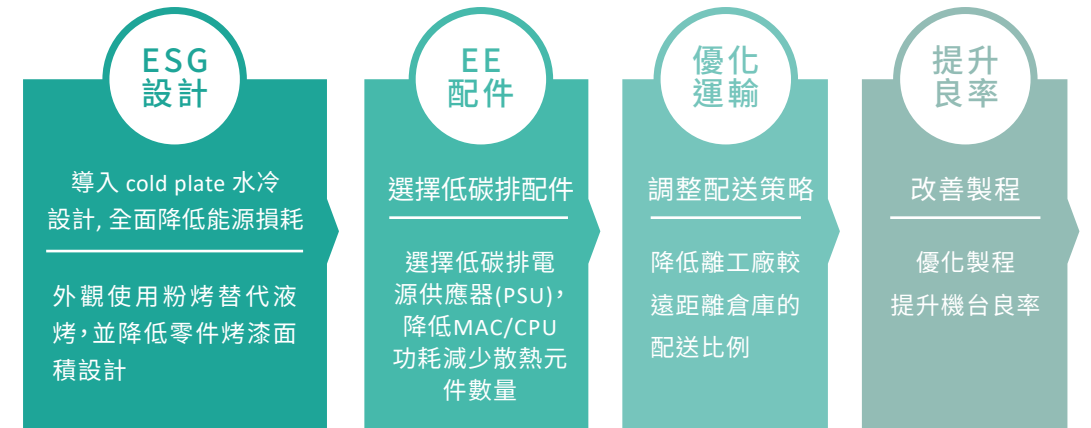 ESG
設計
導入 cold plate 水冷
設計, 全面降低能源損耗
外觀使用粉烤替代液
烤，並降低零件烤漆面
積設計
EE
配件
選擇低碳排配件
選擇低碳排電
源供應器(PSU)，
降低MAC/CPU
功耗減少散熱元
件數量
優化
運輸
調整配送策略
降低離工廠較
遠距離倉庫的
配送比例
提升
良率
改善製程
優化製程
提升機台良率